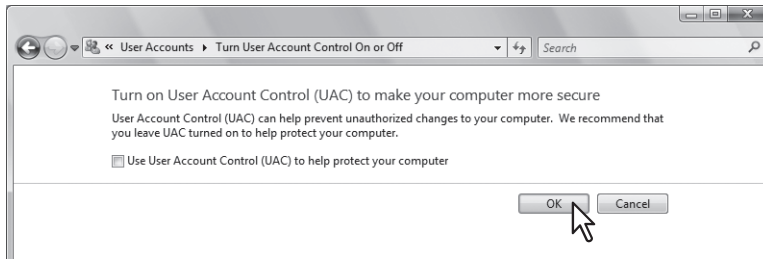 « User Accounts ▸ Turn User Account Control On or Off
Search
Turn on User Account Control (UAC) to make your computer more secure
User Account Control (UAC) can help prevent unauthorized changes to your computer. We recommend that
you leave UAC turned on to help protect your computer.
Use User Account Control (UAC) to help protect your computer
OK
Cancel